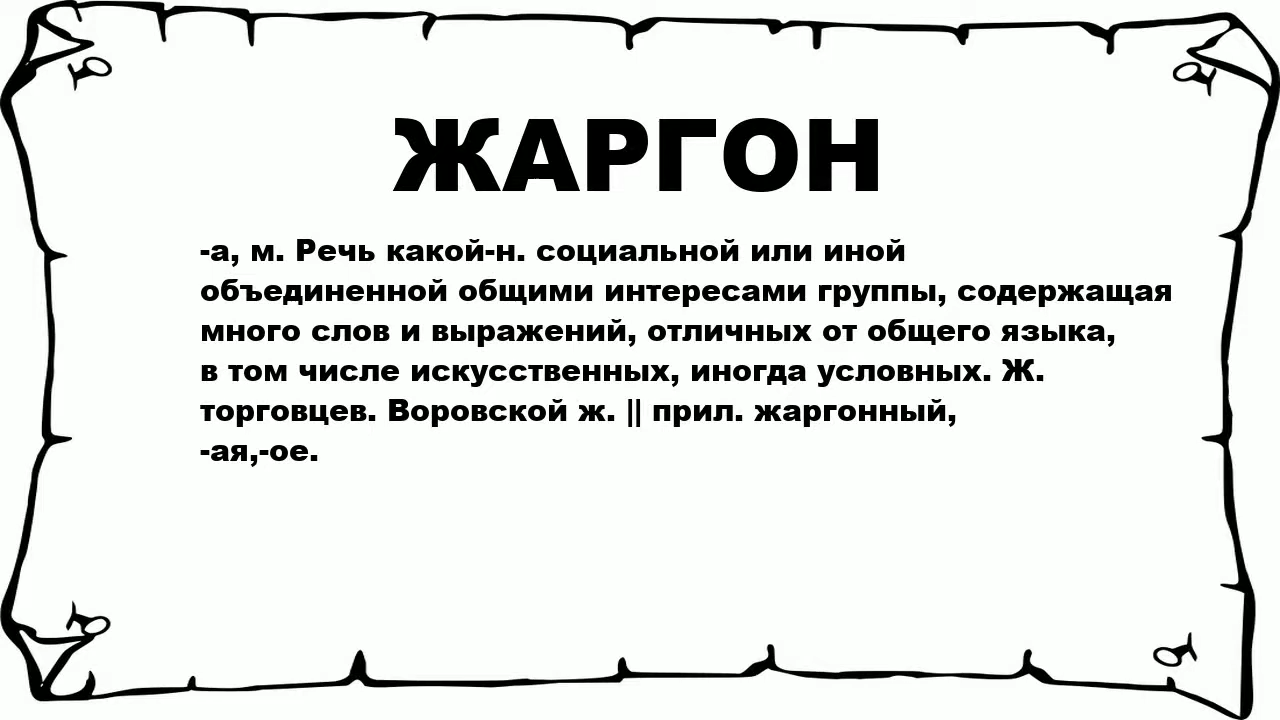 ЖАРГОН
-а, м. Речь какой-н. социальной или иной
объединенной общими интересами группы, содержащая
много слов и выражений, отличных от общего языка,
в том числе искусственных, иногда условных. Ж.
торговцев. Воровской ж. || прил. жаргонный,
-ая,-ое.